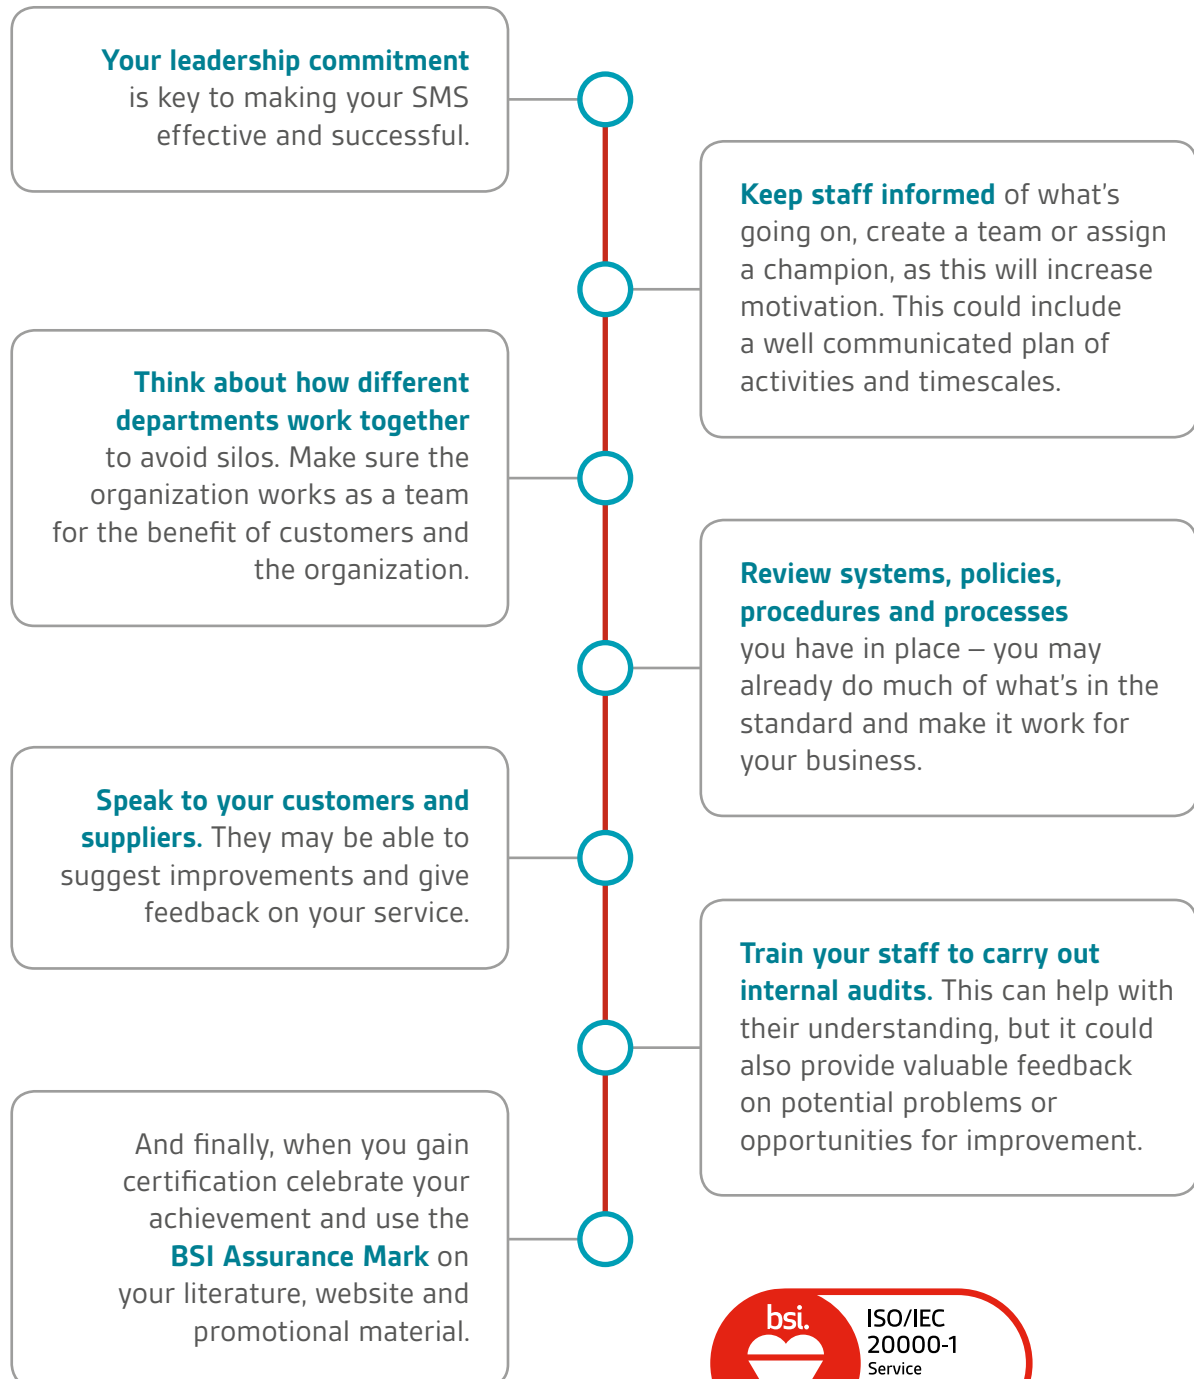 Your leadership commitment
is key to making your SMS
effective and successful.
Keep staff informed of what's
going on, create a team or assign
a champion, as this will increase
motivation. This could include
a well communicated plan of
activities and timescales.
Think about how different
departments work together
to avoid silos. Make sure the
organization works as a team
for the benefit of customers and
the organization.
Review systems, policies,
procedures and processes
you have in place – you may
already do much of what's in the
standard and make it work for
your business.
Speak to your customers and
suppliers. They may be able to
suggest improvements and give
feedback on your service.
Train your staff to carry out
internal audits. This can help with
their understanding, but it could
also provide valuable feedback
on potential problems or
opportunities for improvement.
And finally, when you gain
certification celebrate your
achievement and use the
BSI Assurance Mark on
your literature, website and
promotional material.
bsi.
ISO/IEC
20000-1
Service